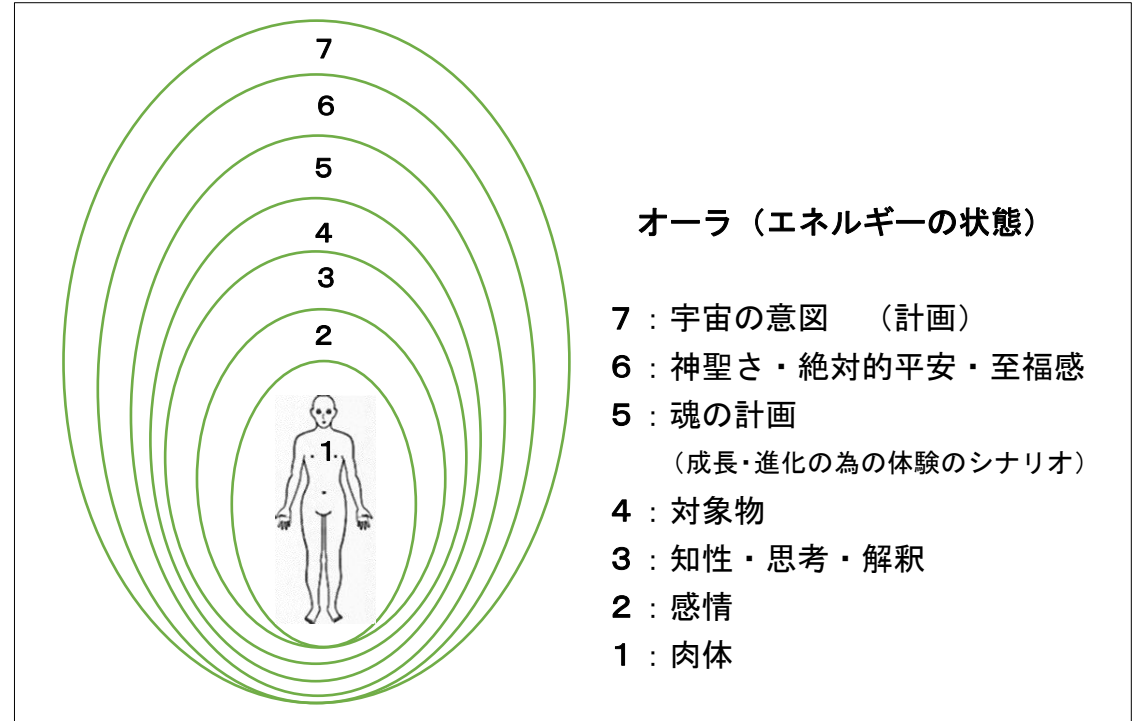 7
6
5
4
3
2
1
オーラ（エネルギーの状態）
7：宇宙の意図　（計画）
6：神聖さ・絶対的平安・至福感
5：魂の計画
（成長・進化の為の体験のシナリオ）
4：対象物
3：知性・思考・解釈
2：感情
1：肉体